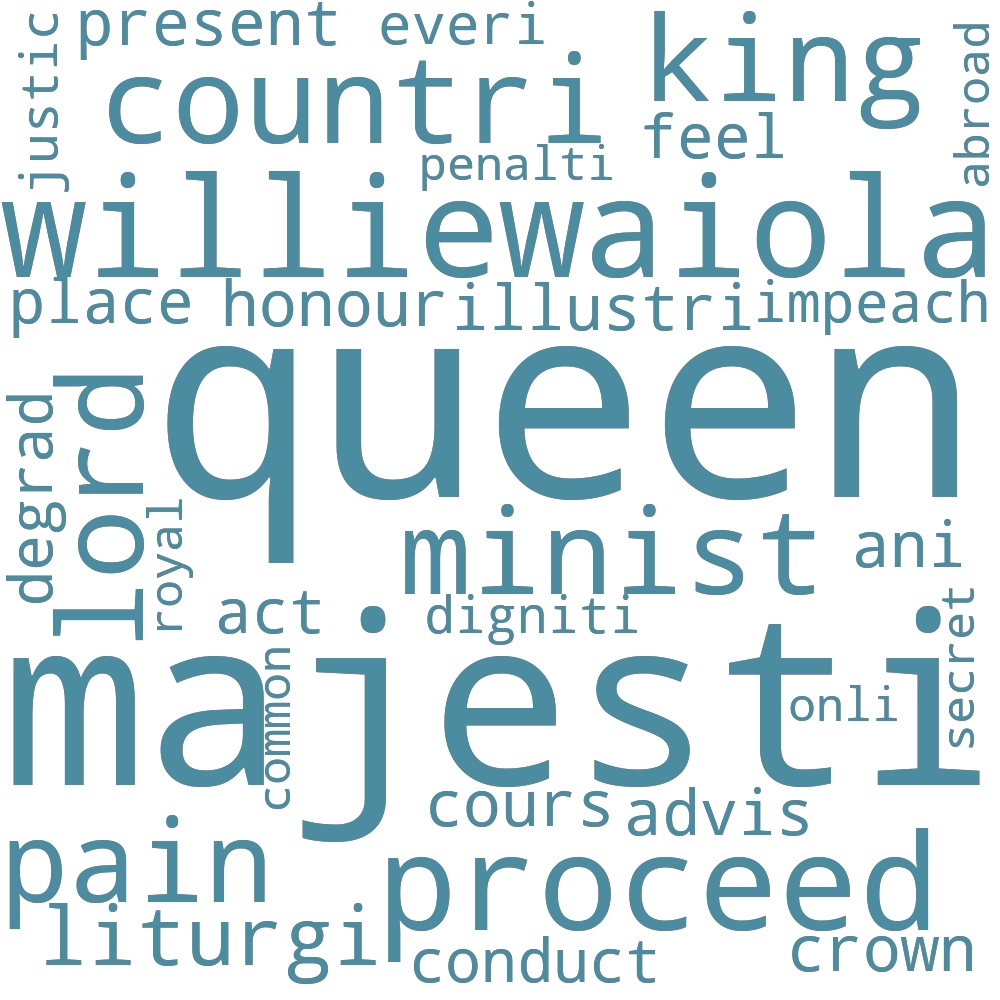 present everi king
justic countri abroad
feel
penalti
williewaiola
place honour illustri impeach
queen
degrad lord
royal minist ani
act digniti secret
majesti
common onli
cours advis
pain proceed
liturgi conduct crown